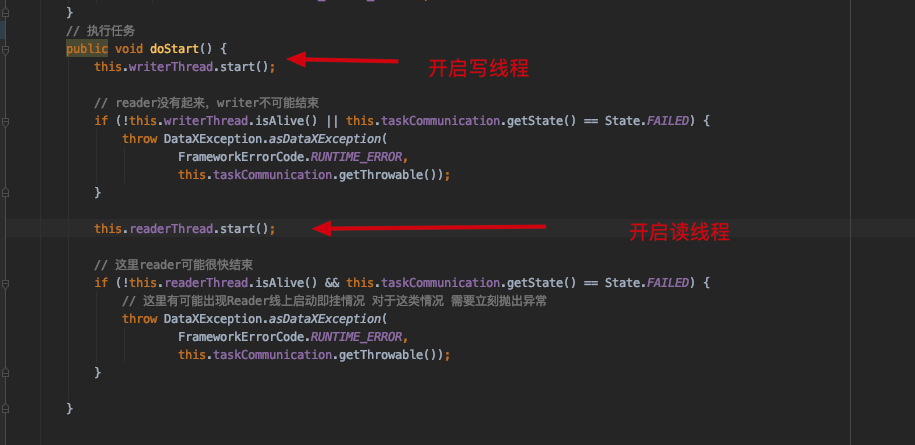 }
// 执行任务
public void doStart() {
this.writerThread.start(); 开启写线程
// reader没有起来，writer不可能结束
if (!this.writerThread.isAlive() || this.taskCommunication.getState() == State.FAILED) {
throw DataXException.asDataXException(
FrameworkErrorCode.RUNTIME_ERROR,
this.taskCommunication.getThrowable());
}
this.readerThread.start(); 开启读线程
// 这里reader可能很快结束
if (!this.readerThread.isAlive() && this.taskCommunication.getState() == State.FAILED) {
// 这里有可能出现Reader线上启动即挂情况 对于这类情况 需要立刻抛出异常
throw DataXException.asDataXException(
FrameworkErrorCode.RUNTIME_ERROR,
this.taskCommunication.getThrowable());
}
}